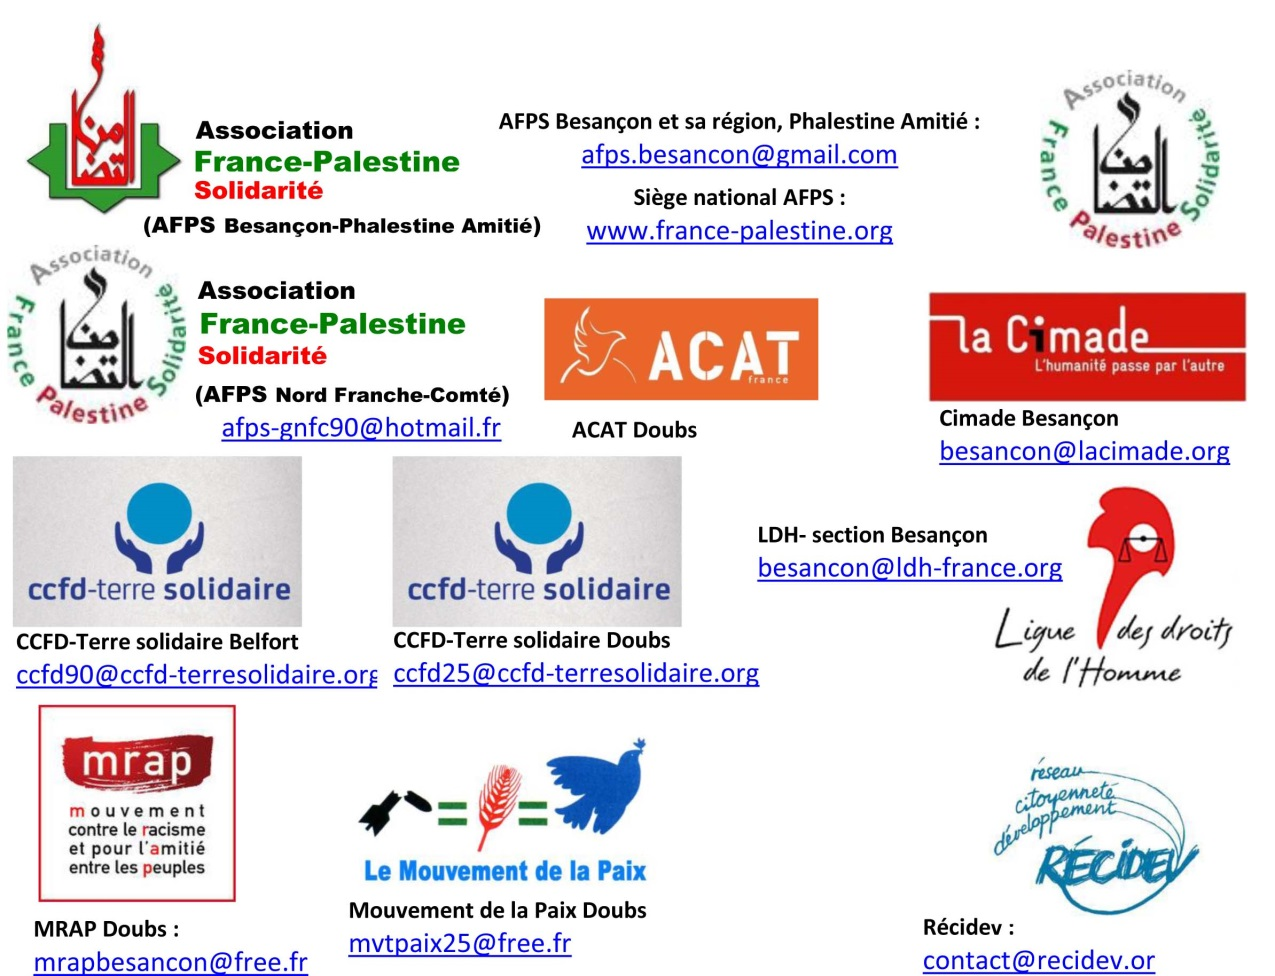 Association
France-Palestine
Solidarité
(AFPS Besançon-Phalestine Amitié)
AFPS Besançon et sa région, Phalestine Amitié :
afps.besancon@gmail.com
Siège national AFPS :
www.france-palestine.org
Association
France Palestine Solidarité
Association
France Palestine Solidarité
Association
France-Palestine
Solidarité
(AFPS Nord Franche-Comté)
afps-gnfc90@hotmail.fr
ACAT
france
ACAT Doubs
la Cimade
L'humanité passe par l'autre
Cimade Besançon
besancon@lacimade.org
ccfd-terre solidaire
CCFD-Terre solidaire Belfort
ccfd90@ccfd-terresolidaire.org
ccfd-terre solidaire
CCFD-Terre solidaire Doubs
ccfd25@ccfd-terresolidaire.org
LDH- section Besançon
besancon@ldh-france.org
Ligue des droits
de l'Homme
mrap
mouvement
contre le racisme
et pour l'amitié
entre les peuples
MRAP Doubs :
mrapbesancon@free.fr
Le Mouvement de la Paix
Mouvement de la Paix Doubs
mvtpaix25@free.fr
réseau
citoyenneté
développement
RÉCIDEV
Récidev :
contact@recidev.or